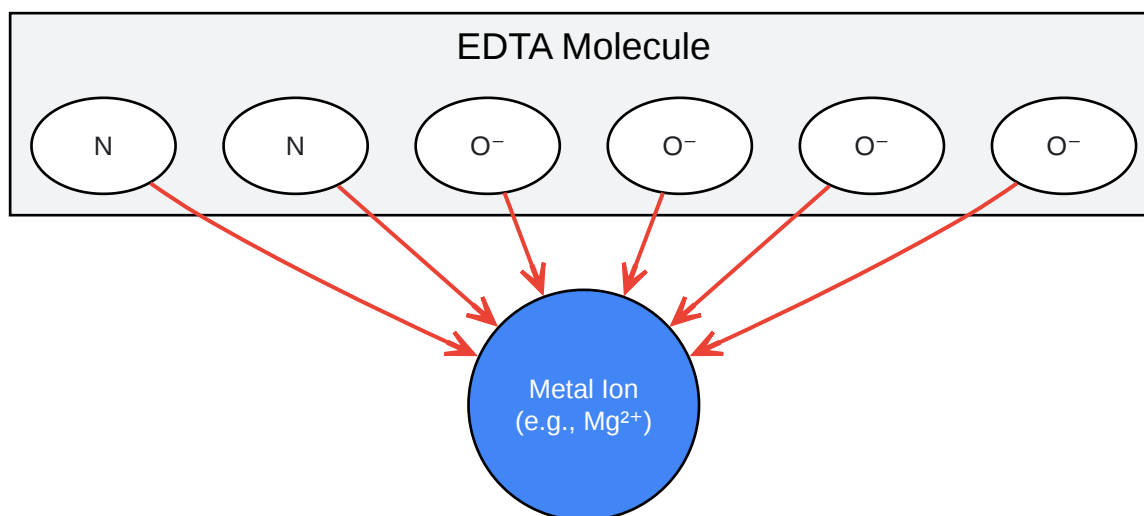 EDTA Molecule
N N O⁻ O⁻ O⁻ O⁻
Metal Ion
(e.g., Mg²⁺)